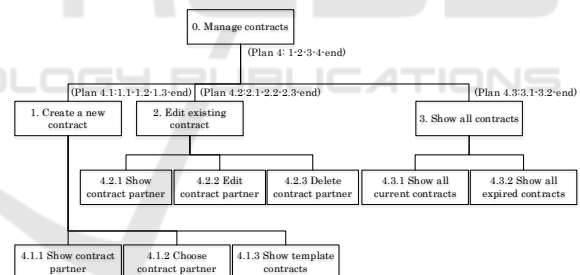 0. Manage contracts
(Plan 4: 1-2-3-4-end)
LOGY PUBLICATIONS
(Plan 4.1:1.1-1.2-1.3-end)
(Plan 4.2:2.1-2.2-2.3-end)
(Plan 4.3:3.1-3.2-end)
1. Create a new
contract
2. Edit existing
contract
3. Show all contracts
4.2.1 Show
contract partner
4.2.2 Edit
contract partner
4.2.3 Delete
contract partner
4.3.1 Show all
current contracts
4.3.2 Show all
expired contracts
4.1.1 Show contract
partner
4.1.2 Choose
contract partner
4.1.3 Show template
contracts